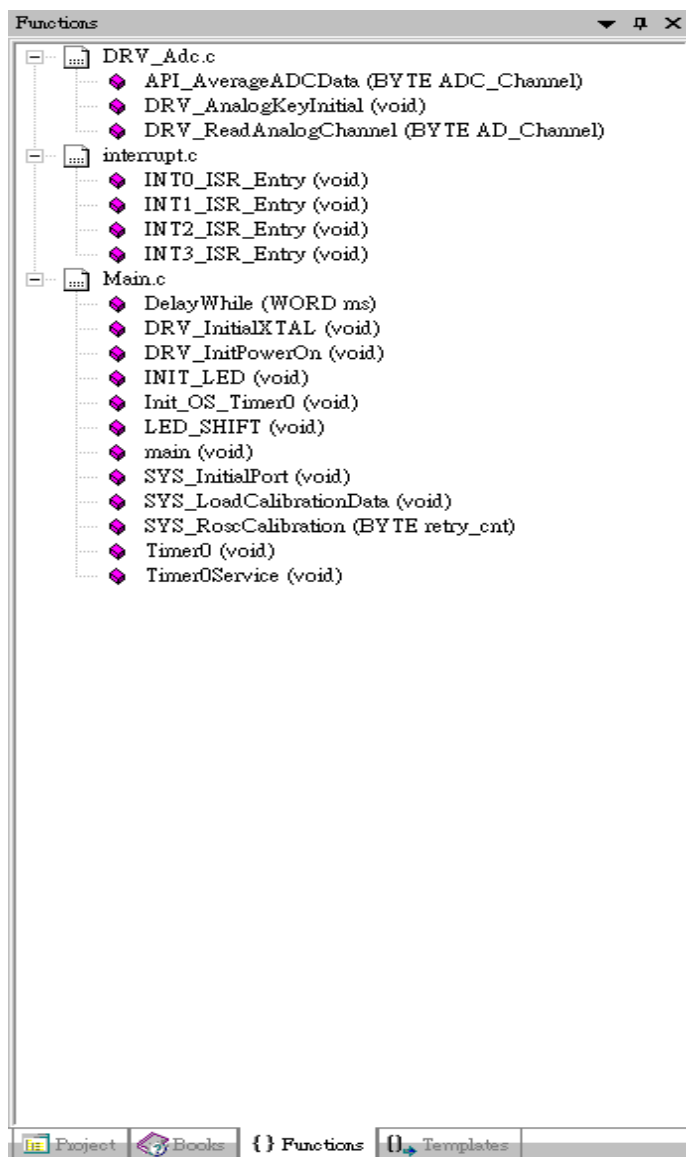 Functions
DRV_Adc.c
API_AverageADCData (BYTE ADC_Channel)
DRV_AnalogKeyInitial (void)
DRV_ReadAnalogChannel (BYTE AD_Channel)
interrupt.c
INT0_ISR_Entry (void)
INT1_ISR_Entry (void)
INT2_ISR_Entry (void)
INT3_ISR_Entry (void)
Main.c
DelayWhile (WORD ms)
DRV_InitialXTAL (void)
DRV_InitPowerOn (void)
INIT_LED (void)
Init_OS_Timer0 (void)
LED_SHIFT (void)
main (void)
SYS_InitialPort (void)
SYS_LoadCalibrationData (void)
SYS_RoscCalibration (BYTE retry_cnt)
Timer0 (void)
Timer0Service (void)
Project Books {} Functions 0 Templates